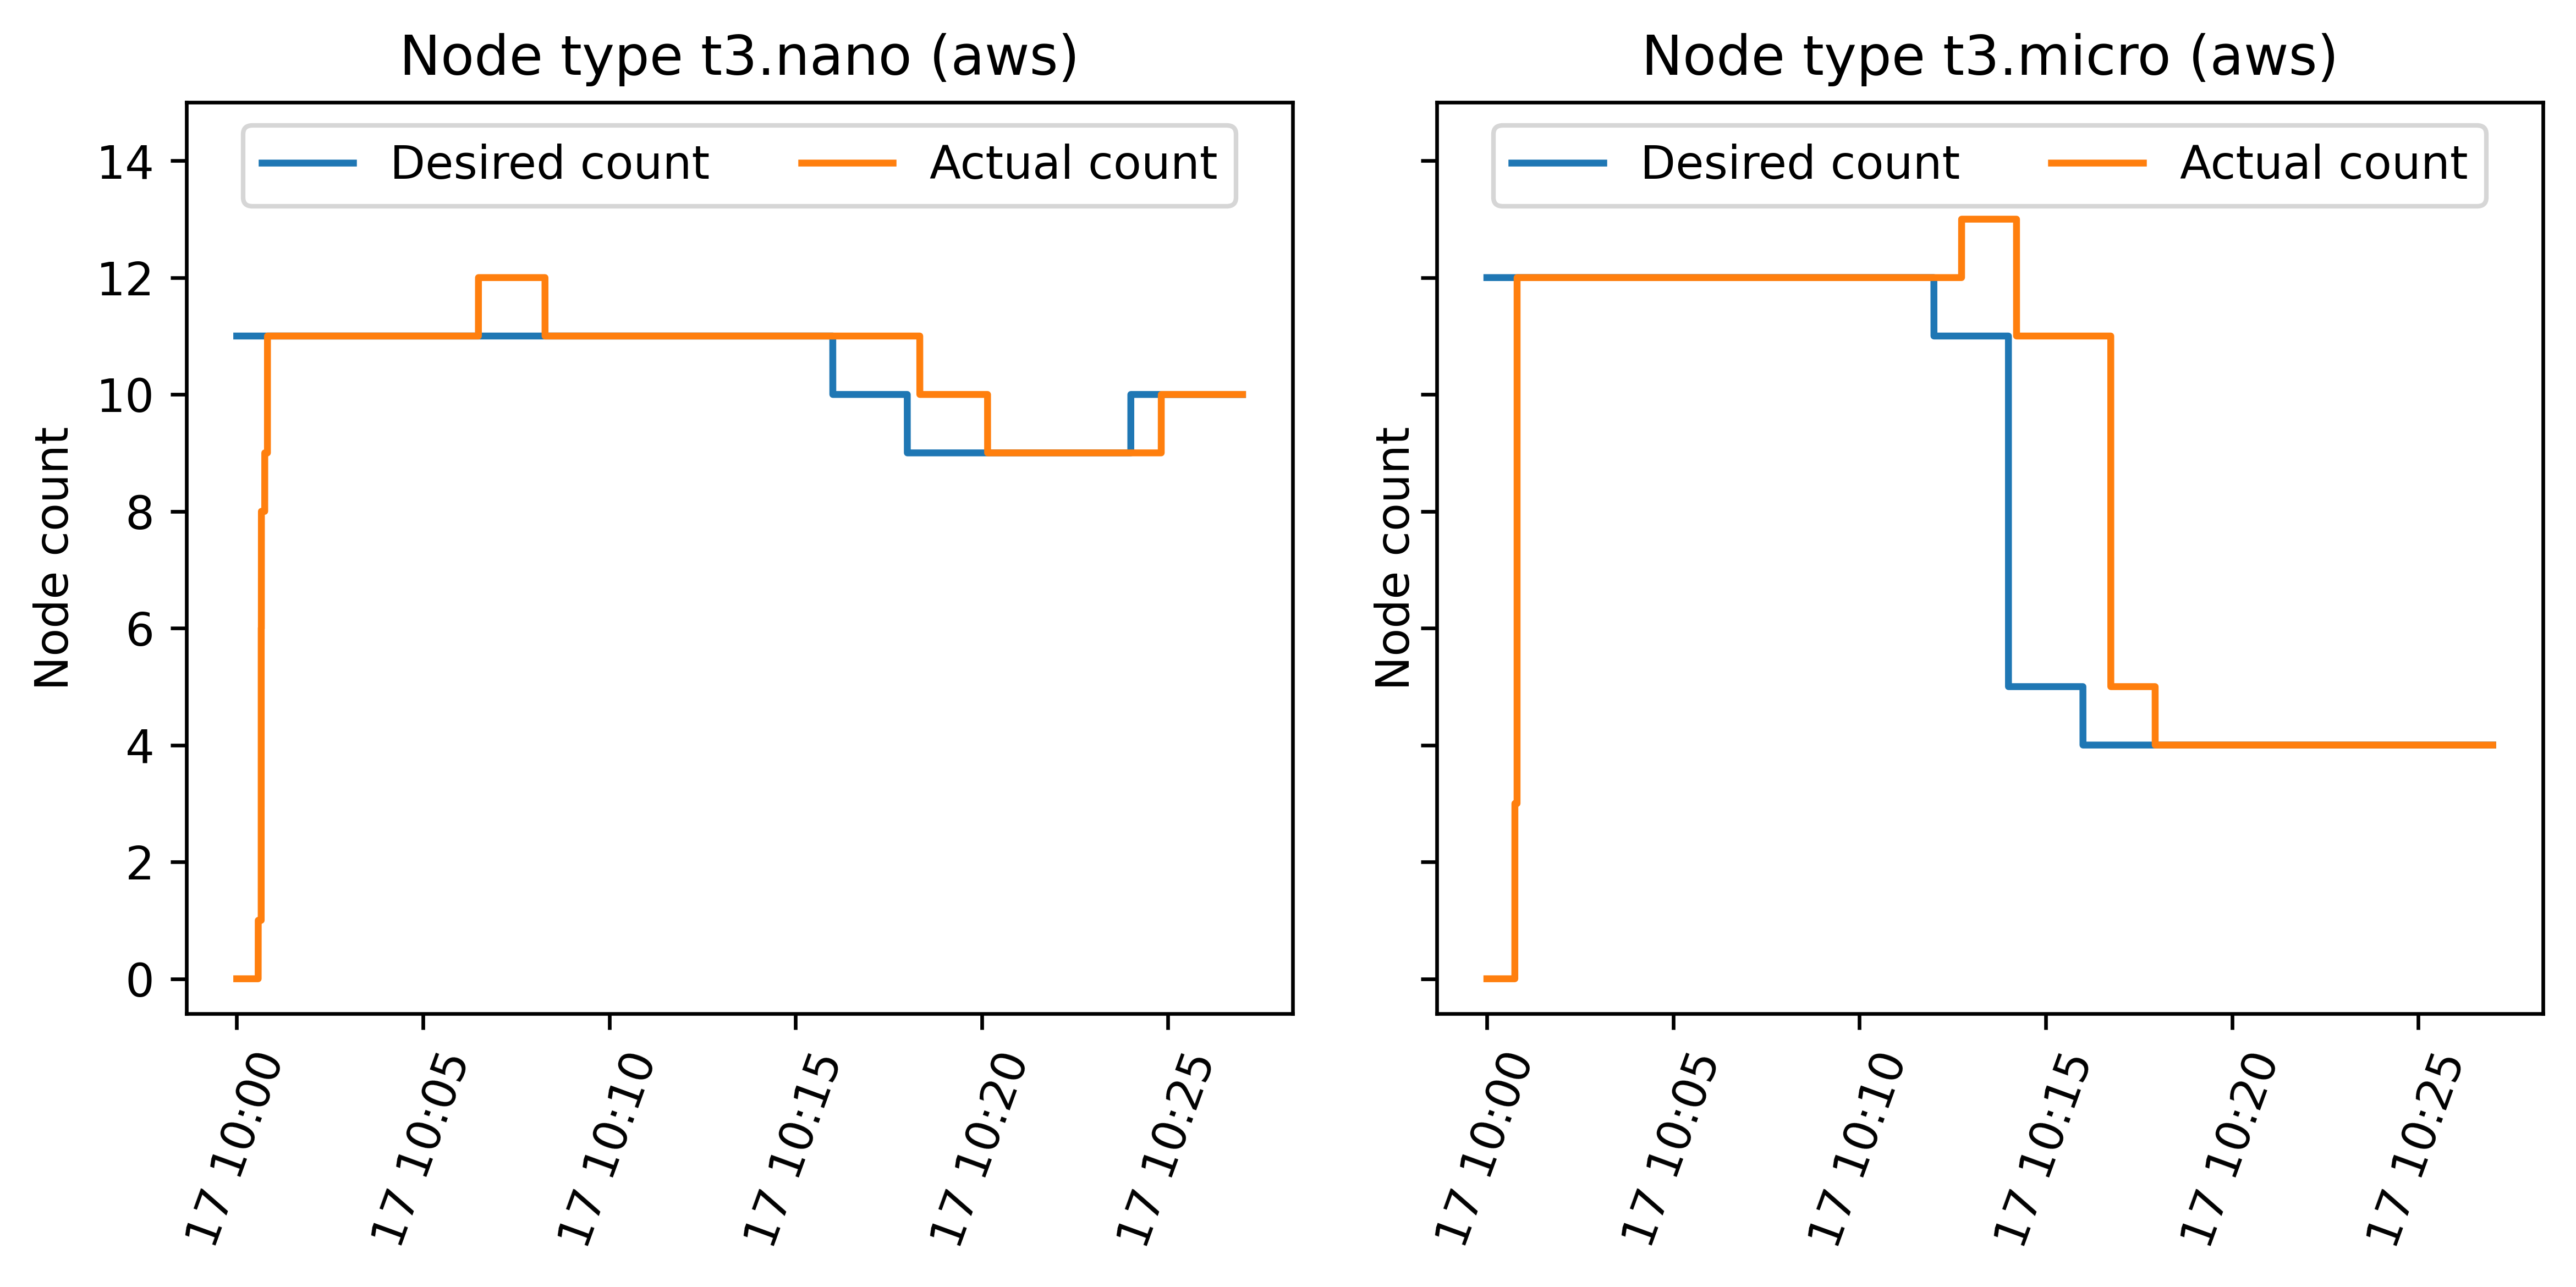 Node type t3.nano (aws)
Desired count
Actual count
Node count
14
12
10
8
6
4
2
0
17 10:00
17 10:05
17 10:10
17 10:15
17 10:20
17 10:25
Node type t3.micro (aws)
Desired count
Actual count
Node count
17 10:00
17 10:05
17 10:10
17 10:15
17 10:20
17 10:25